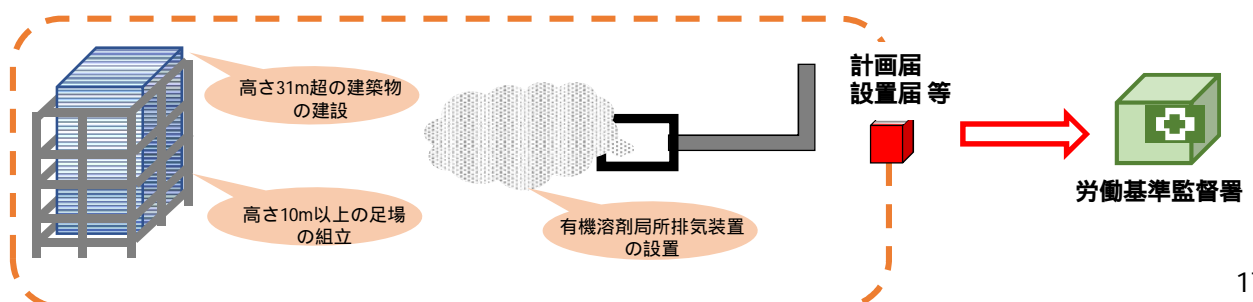 高さ31m超の建築物
の建設
高さ10m以上の足場
の組立
有機溶剤局所排気装置
の設置
計画届
設置届 等
労働基準監督署